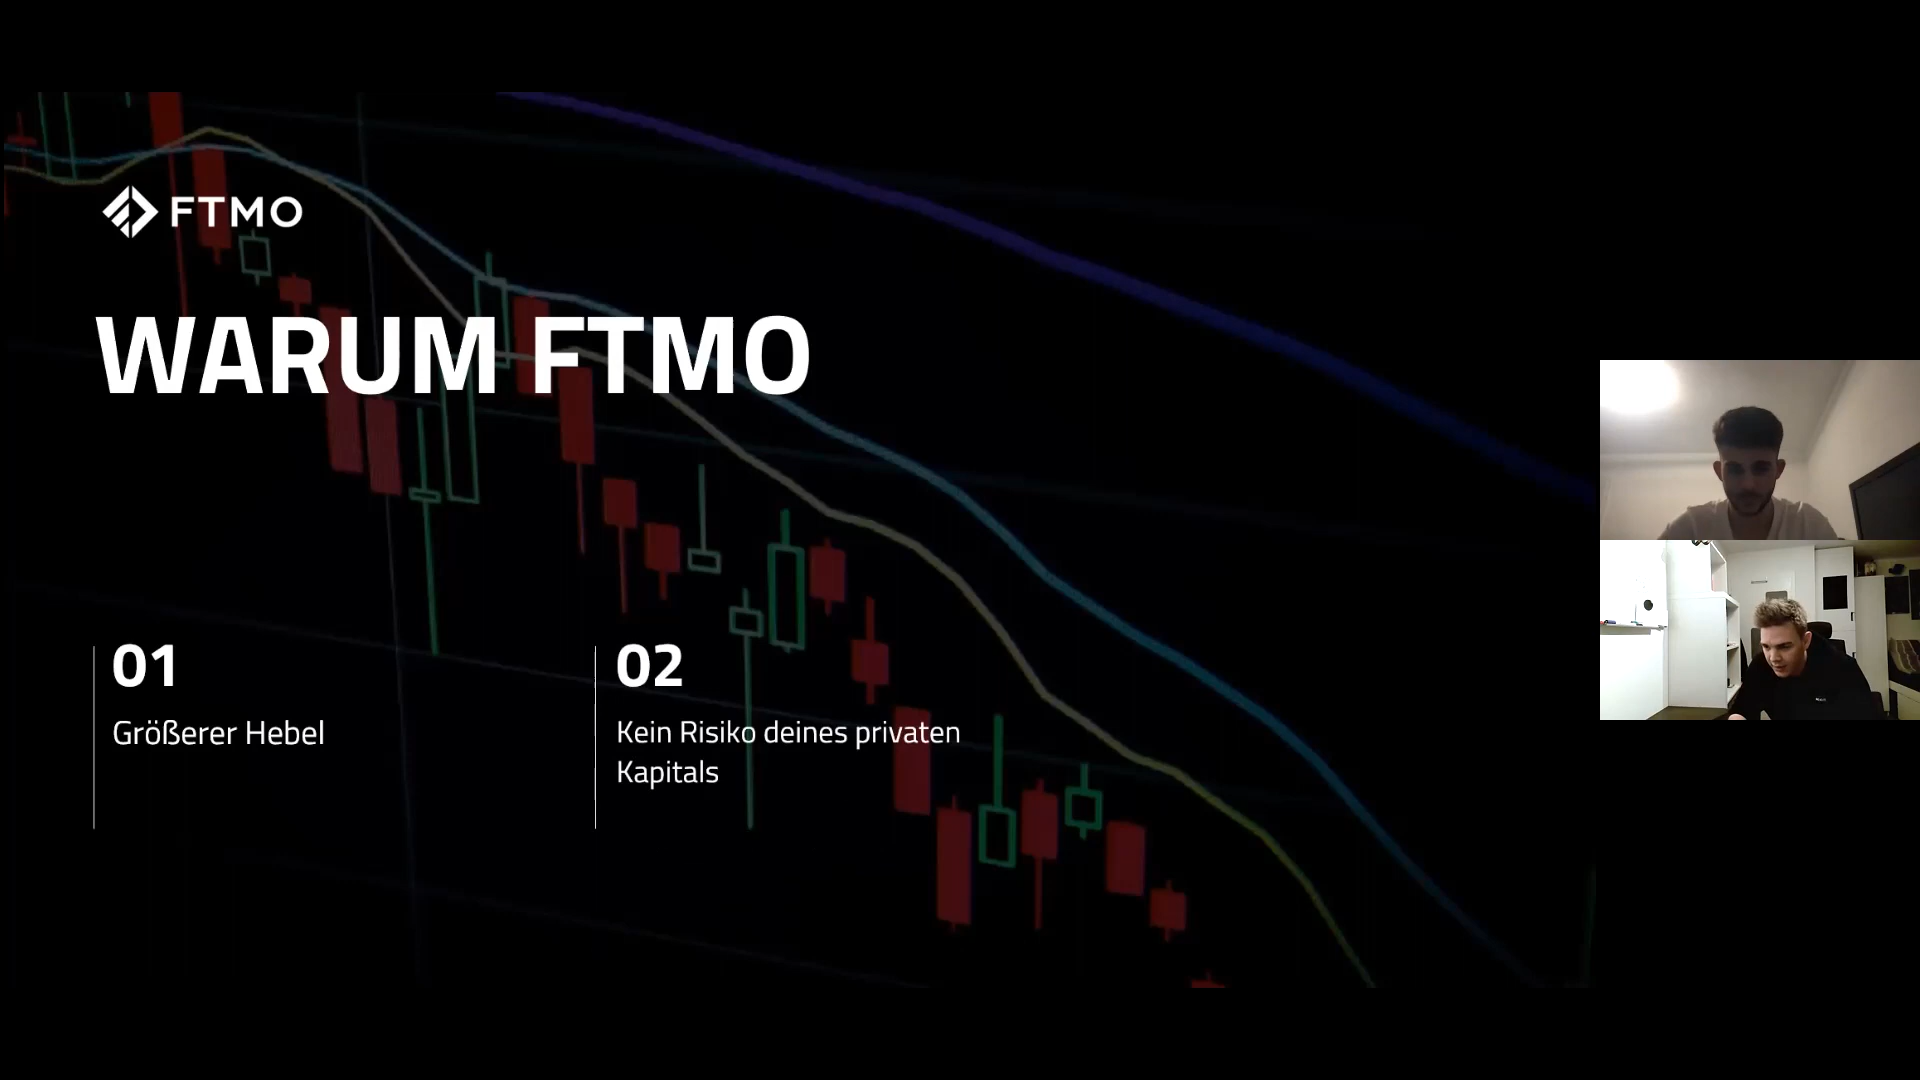 FTMO
WARUM FTMO
01
Größerer Hebel
02
Kein Risiko deines privaten
Kapitals